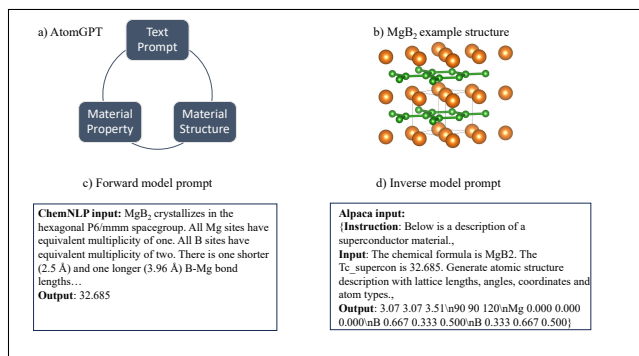 a) AtomGPT
Text
Prompt
Material
Property
Material
Structure
b) MgB2 example structure
c) Forward model prompt
ChemNLP input: MgB2 crystallizes in the
hexagonal P6/mmm spacegroup. All Mg sites have
equivalent multiplicity of one. All B sites have
equivalent multiplicity of two. There is one shorter
(2.5 Å) and one longer (3.96 Å) B-Mg bond
lengths…
Output: 32.685
d) Inverse model prompt
Alpaca input:
{Instruction: Below is a description of a
superconductor material.,
Input: The chemical formula is MgB2. The
Tc_supercon is 32.685. Generate atomic structure
description with lattice lengths, angles, coordinates and
atom types.,
Output: 3.07 3.07 3.51\n90 90 120\nMg 0.000 0.000
0.000\nB 0.667 0.333 0.500\nB 0.333 0.667 0.500}